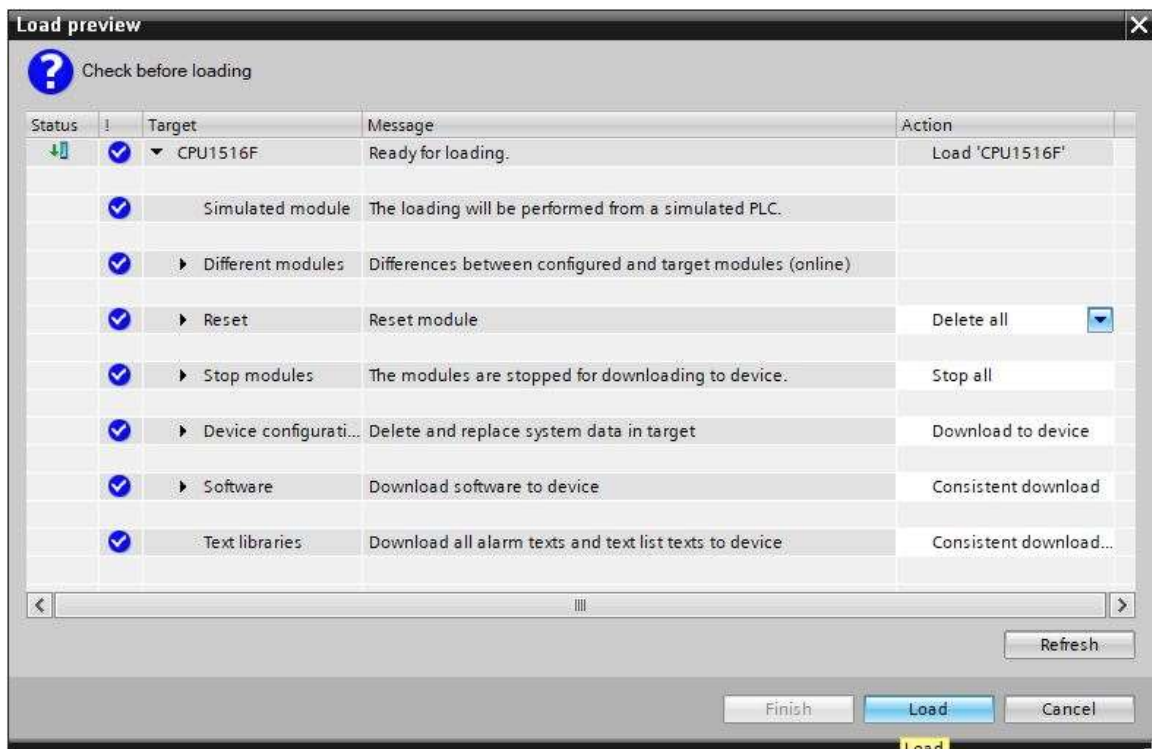 Load preview
Check before loading
Status ! Target Message Action
CPU1516F Ready for loading. Load 'CPU1516F'
Simulated module The loading will be performed from a simulated PLC.
Different modules Differences between configured and target modules (online)
Reset Reset module Delete all
Stop modules The modules are stopped for downloading to device. Stop all
Device configurati... Delete and replace system data in target Download to device
Software Download software to device Consistent download
Text libraries Download all alarm texts and text list texts to device Consistent download...
Refresh
Finish Load Cancel
Load